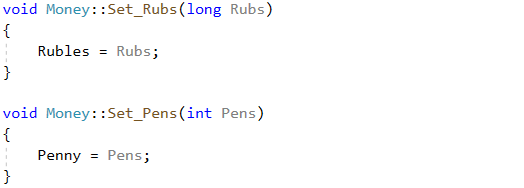 void Money::Set_Rubs(long Rubs)
{
    Rubles = Rubs;
}

void Money::Set_Pens(int Pens)
{
    Penny = Pens;
}